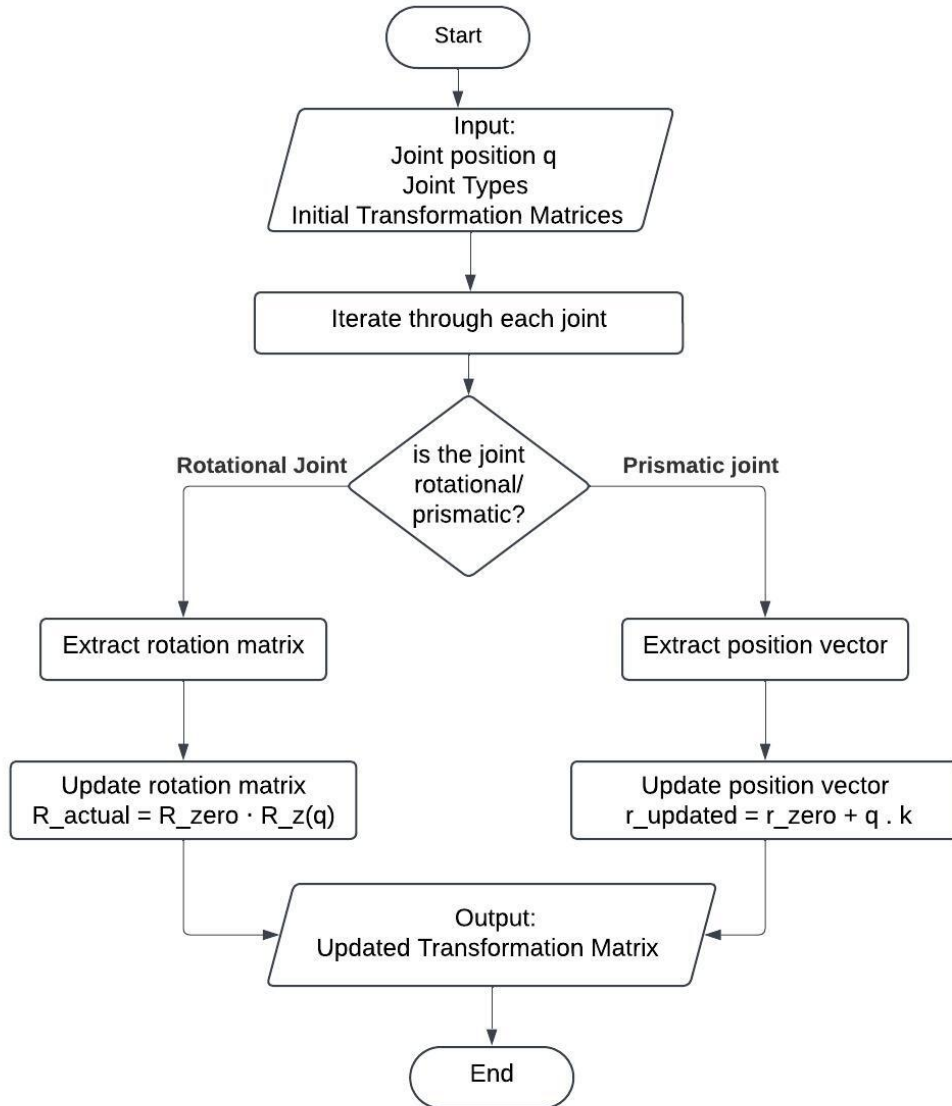 Start
Input:
Joint position q
Joint Types
Initial Transformation Matrices
Iterate through each joint
is the joint
rotational/
prismatic?
Rotational Joint
Prismatic joint
Extract rotation matrix
Extract position vector
Update rotation matrix
R_actual = R_zero · R_z(q)
Update position vector
r_updated = r_zero + q . k
Output:
Updated Transformation Matrix
End